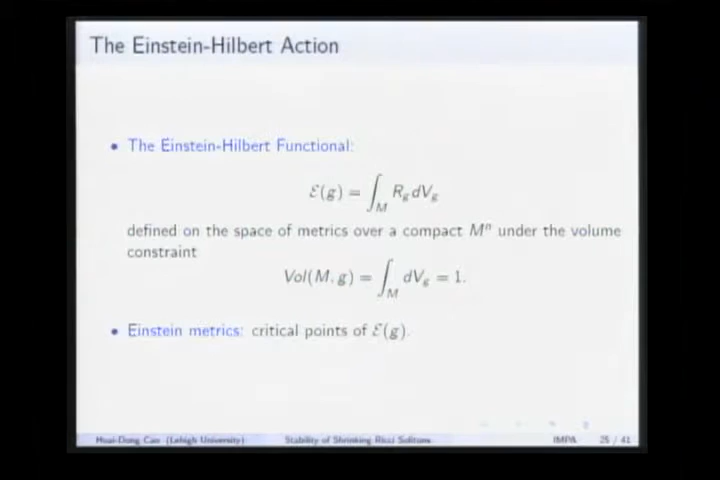 The Einstein-Hilbert Action
• The Einstein-Hilbert Functional:
ℰ(g) = ∫_M R_g dV_g
defined on the space of metrics over a compact Mⁿ under the volume
constraint
Vol(M, g) = ∫_M dV_g = 1.
• Einstein metrics: critical points of ℰ(g).
Huai-Dong Cao (Lehigh University) Stability of Shrinking Ricci Solitons IMPA 25 / 41